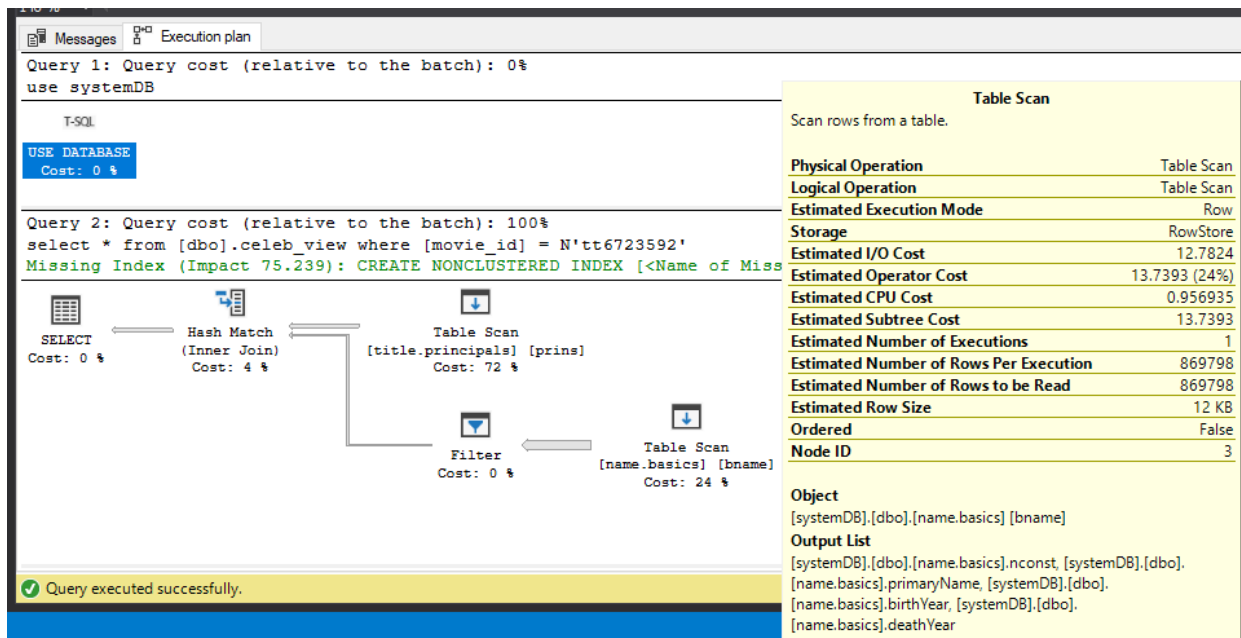 Messages
Execution plan
Query 1: Query cost (relative to the batch): 0%
use systemDB
T-SQL
USE DATABASE
Cost: 0 %
Query 2: Query cost (relative to the batch): 100%
select * from [dbo].celeb_view where [movie_id] = N'tt6723592'
Missing Index (Impact 75.239): CREATE NONCLUSTERED INDEX [<Name of Miss
SELECT
Cost: 0 %
Hash Match
(Inner Join)
Cost: 4 %
Table Scan
[title.principals] [prins]
Cost: 72 %
Filter
Cost: 0 %
Table Scan
[name.basics] [bname]
Cost: 24 %
Query executed successfully.
Table Scan
Scan rows from a table.
Physical Operation Table Scan
Logical Operation Table Scan
Estimated Execution Mode Row
Storage RowStore
Estimated I/O Cost 12.7824
Estimated Operator Cost 13.7393 (24%)
Estimated CPU Cost 0.956935
Estimated Subtree Cost 13.7393
Estimated Number of Executions 1
Estimated Number of Rows Per Execution 869798
Estimated Number of Rows to be Read 869798
Estimated Row Size 12 KB
Ordered False
Node ID 3
Object
[systemDB].[dbo].[name.basics] [bname]
Output List
[systemDB].[dbo].[name.basics].nconst, [systemDB].[dbo].
[name.basics].primaryName, [systemDB].[dbo].
[name.basics].birthYear, [systemDB].[dbo].
[name.basics].deathYear